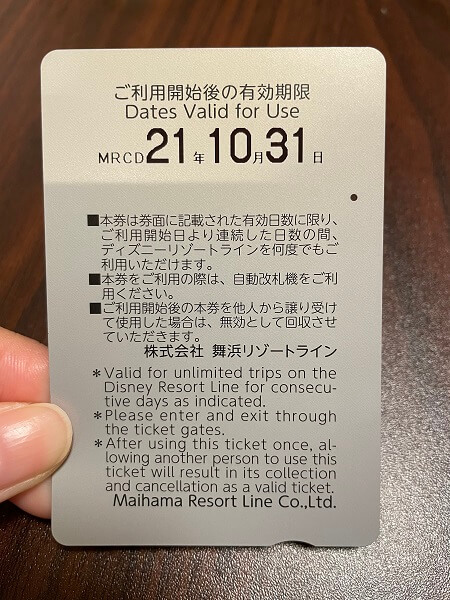 ご利用開始後の有効期限
Dates Valid for Use
MRCD21年10月31日
■本券は券面に記載された有効日数に限り、
ご利用開始日より連続した日数の間、
ディズニーリゾートラインを何度でもご
利用いただけます。
■本券をご利用の際は、自動改札機をご利
用ください。
■ご利用開始後の本券を他人から譲り受け
て使用した場合は、無効として回収させ
ていただきます。
株式会社 舞浜リゾートライン
*Valid for unlimited trips on the
Disney Resort Line for consecu-
tive days as indicated.
*Please enter and exit through
the ticket gates.
*After using this ticket once, al-
lowing another person to use this
ticket will result in its collection
and cancellation as a valid ticket.
Maihama Resort Line Co.,Ltd.